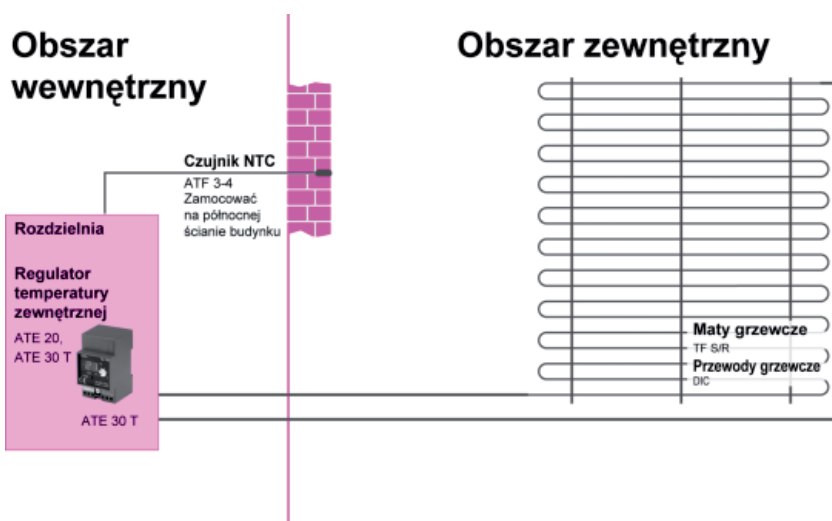 Obszar
wewnętrzny
Obszar zewnętrzny
Czujnik NTC
ATF 3-4
Zamocować
na północnej
ścianie budynku
Rozdzielnia
Regulator
temperatury
zewnętrznej
ATE 20,
ATE 30 T
ATE 30 T
Maty grzewcze
TF S/R
Przewody grzewcze
DIC